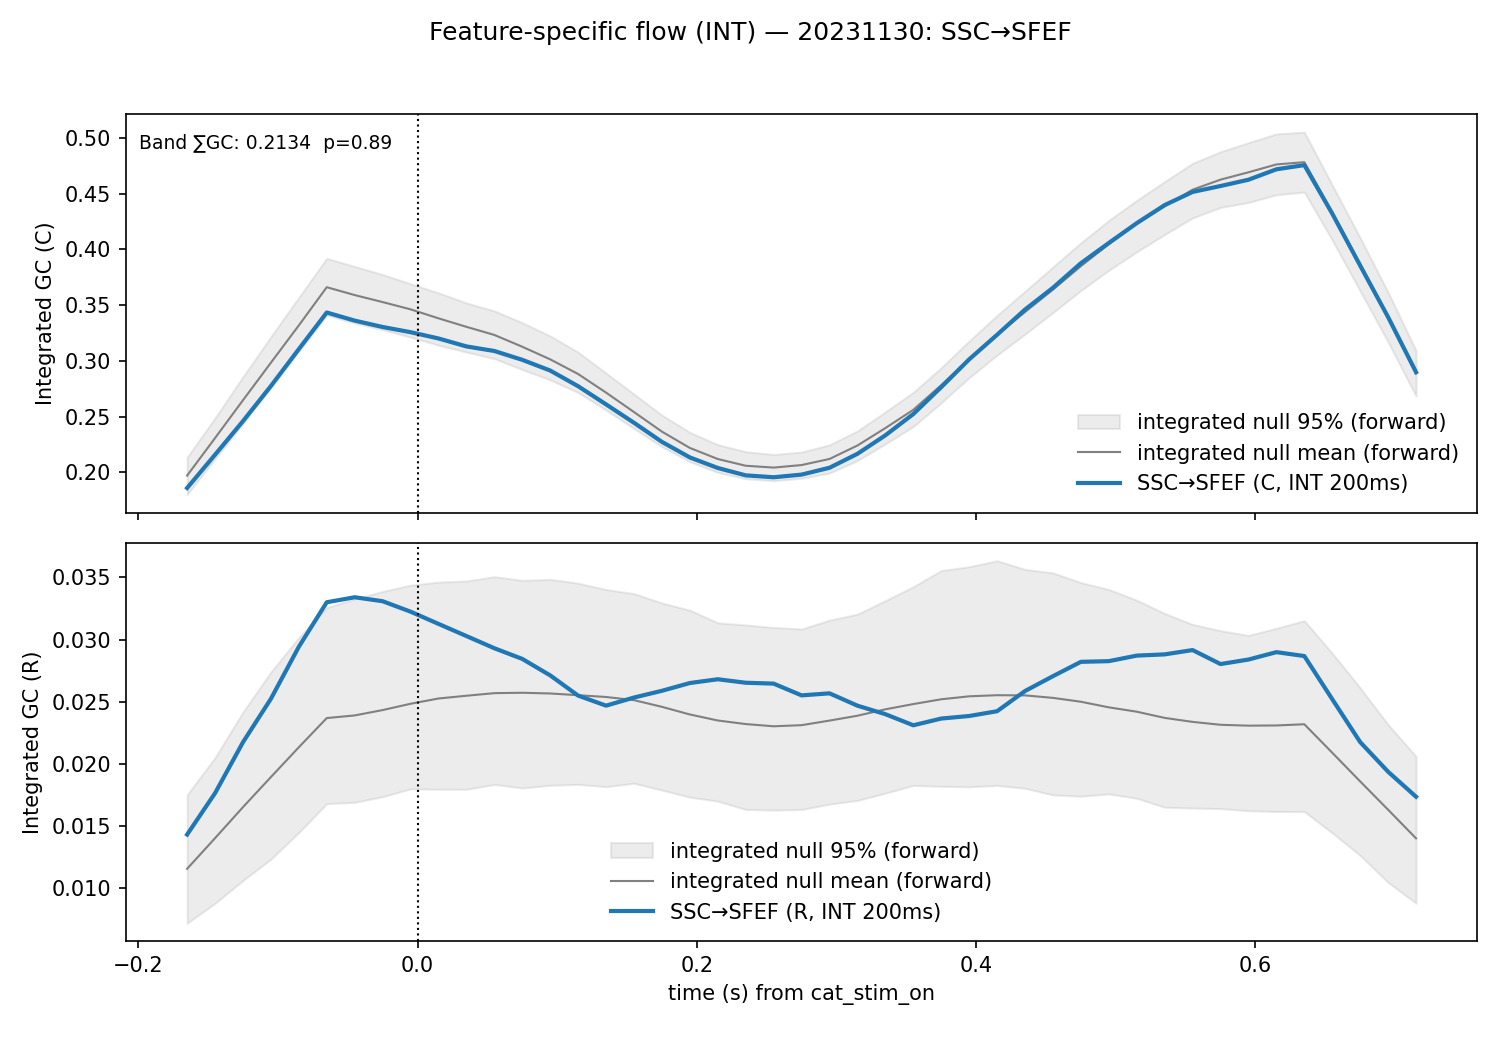 Feature-specific flow (INT) — 20231130: SSC→SFEF
Band ∑GC: 0.2134  p=0.89
Integrated GC (C)
0.50
0.45
0.40
0.35
0.30
0.25
0.20
integrated null 95% (forward)
integrated null mean (forward)
SSC→SFEF (C, INT 200ms)
Integrated GC (R)
0.035
0.030
0.025
0.020
0.015
0.010
integrated null 95% (forward)
integrated null mean (forward)
SSC→SFEF (R, INT 200ms)
−0.2 0.0 0.2 0.4 0.6
time (s) from cat_stim_on